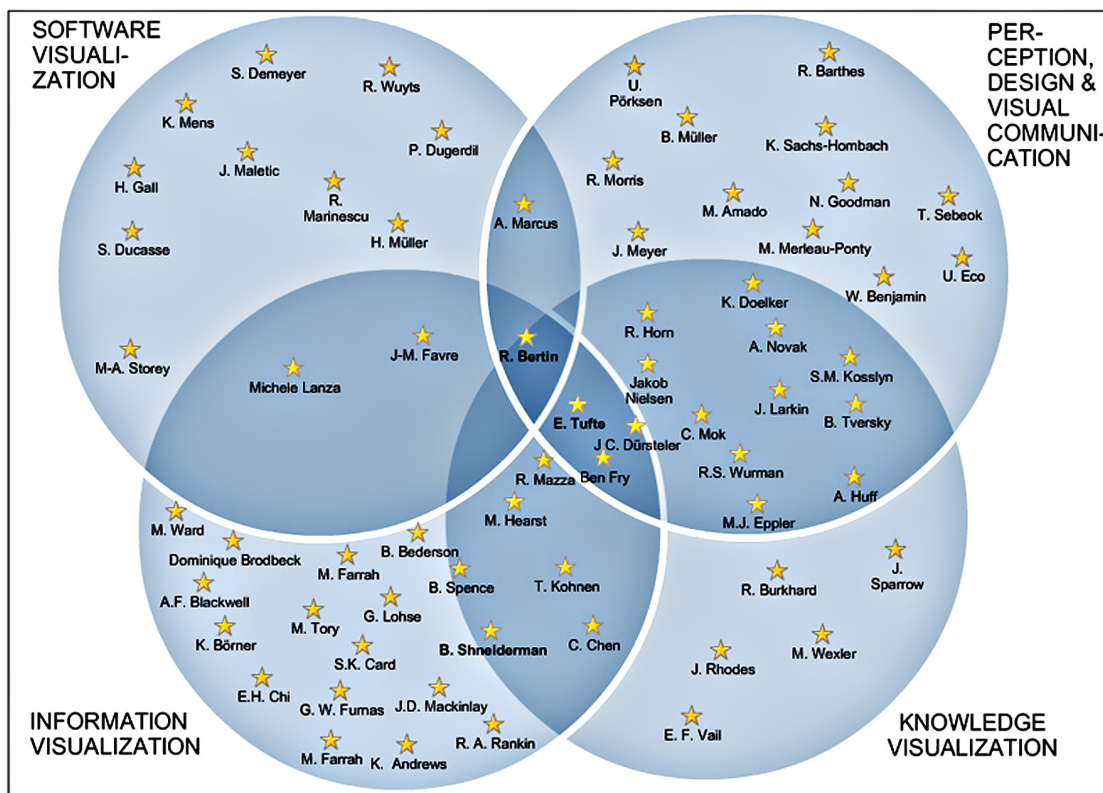 SOFTWARE
VISUALI-
ZATION
S. Demeyer
R. Wuyts
K. Mens
P. Dugerdil
J. Maletic
H. Gall
R.
Marinescu
H. Müller
S. Ducasse
M-A. Storey
J-M. Favre
Michele Lanza
A. Marcus
R. Bertin
PER-
CEPTION,
DESIGN &
VISUAL
COMMUNI-
CATION
R. Barthes
U.
Pörksen
B. Müller
K. Sachs-Hombach
R. Morris
N. Goodman
M. Amado
T. Sebeok
J. Meyer
M. Merleau-Ponty
U. Eco
W. Benjamin
K. Doelker
R. Horn
A. Novak
S.M. Kosslyn
Jakob
Nielsen
J. Larkin
B. Tversky
E. Tufte
C. Mok
J C. Dürsteler
R.S. Wurman
Ben Fry
A. Huff
M.J. Eppler
R. Mazza
M. Hearst
M. Ward
Dominique Brodbeck
B. Bederson
M. Farrah
B. Spence
T. Kohnen
A.F. Blackwell
G. Lohse
M. Tory
K. Börner
B. Shneiderman
C. Chen
S.K. Card
E.H. Chi
G. W. Furnas
J.D. Mackinlay
R. A. Rankin
M. Farrah
K. Andrews
INFORMATION
VISUALIZATION
J.
Sparrow
R. Burkhard
M. Wexler
J. Rhodes
E. F. Vail
KNOWLEDGE
VISUALIZATION